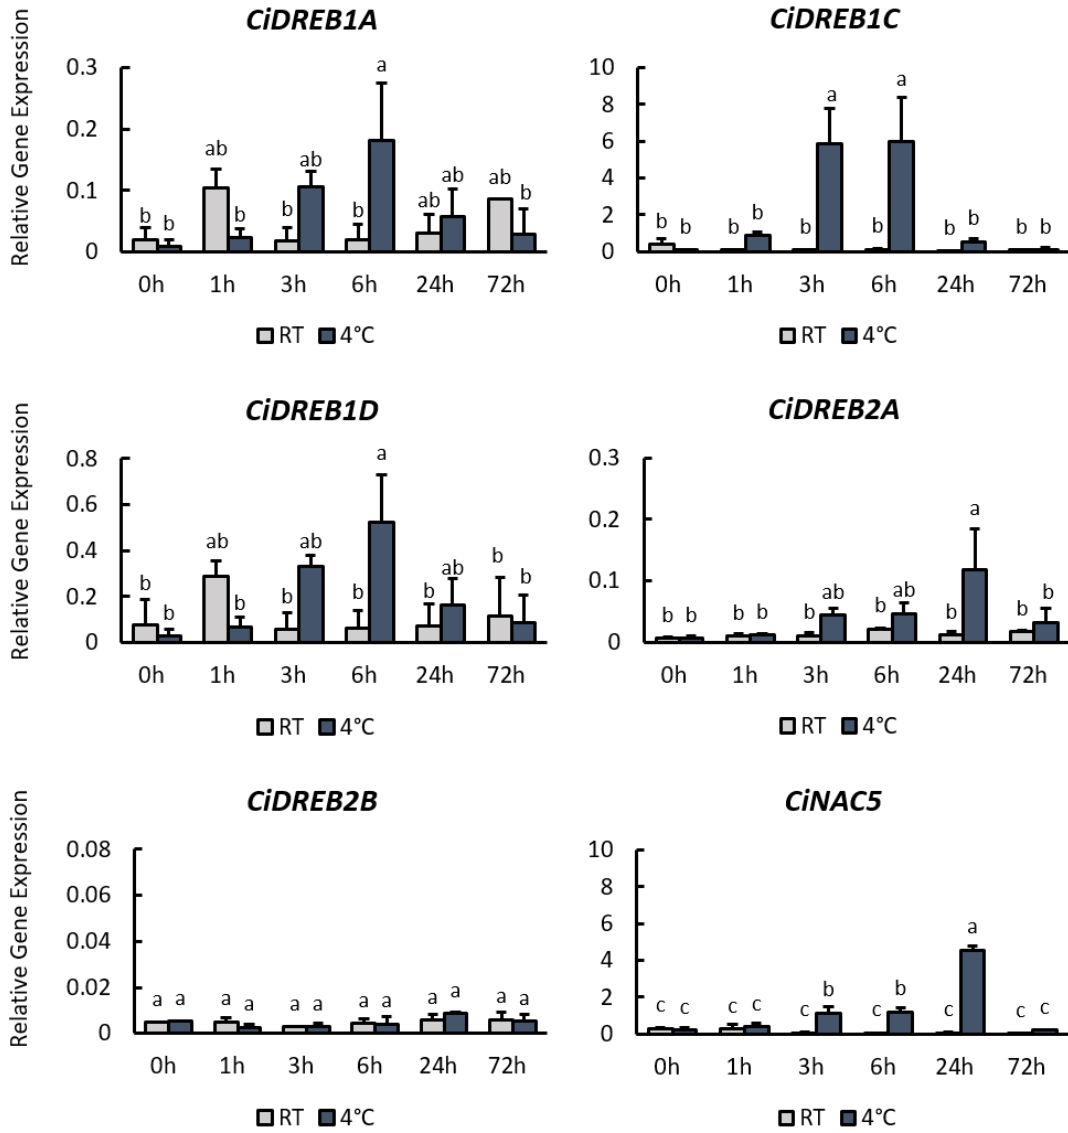 CiDREB1A
Relative Gene Expression
0.3
0.2
0.1
0
b b ab b b ab b a ab ab ab b
0h 1h 3h 6h 24h 72h
RT 4°C
CiDREB1C
10
8
6
4
2
0
b b b b b a b a b b b b
0h 1h 3h 6h 24h 72h
RT 4°C
CiDREB1D
Relative Gene Expression
0.8
0.6
0.4
0.2
0
b b ab b b ab b a b ab b b
0h 1h 3h 6h 24h 72h
RT 4°C
CiDREB2A
0.3
0.2
0.1
0
b b b b b ab b ab b a b b
0h 1h 3h 6h 24h 72h
RT 4°C
CiDREB2B
Relative Gene Expression
0.08
0.06
0.04
0.02
0
a a a a a a a a a a a a
0h 1h 3h 6h 24h 72h
RT 4°C
CiNAC5
10
8
6
4
2
0
c c c c c b c b c a c c
0h 1h 3h 6h 24h 72h
RT 4°C